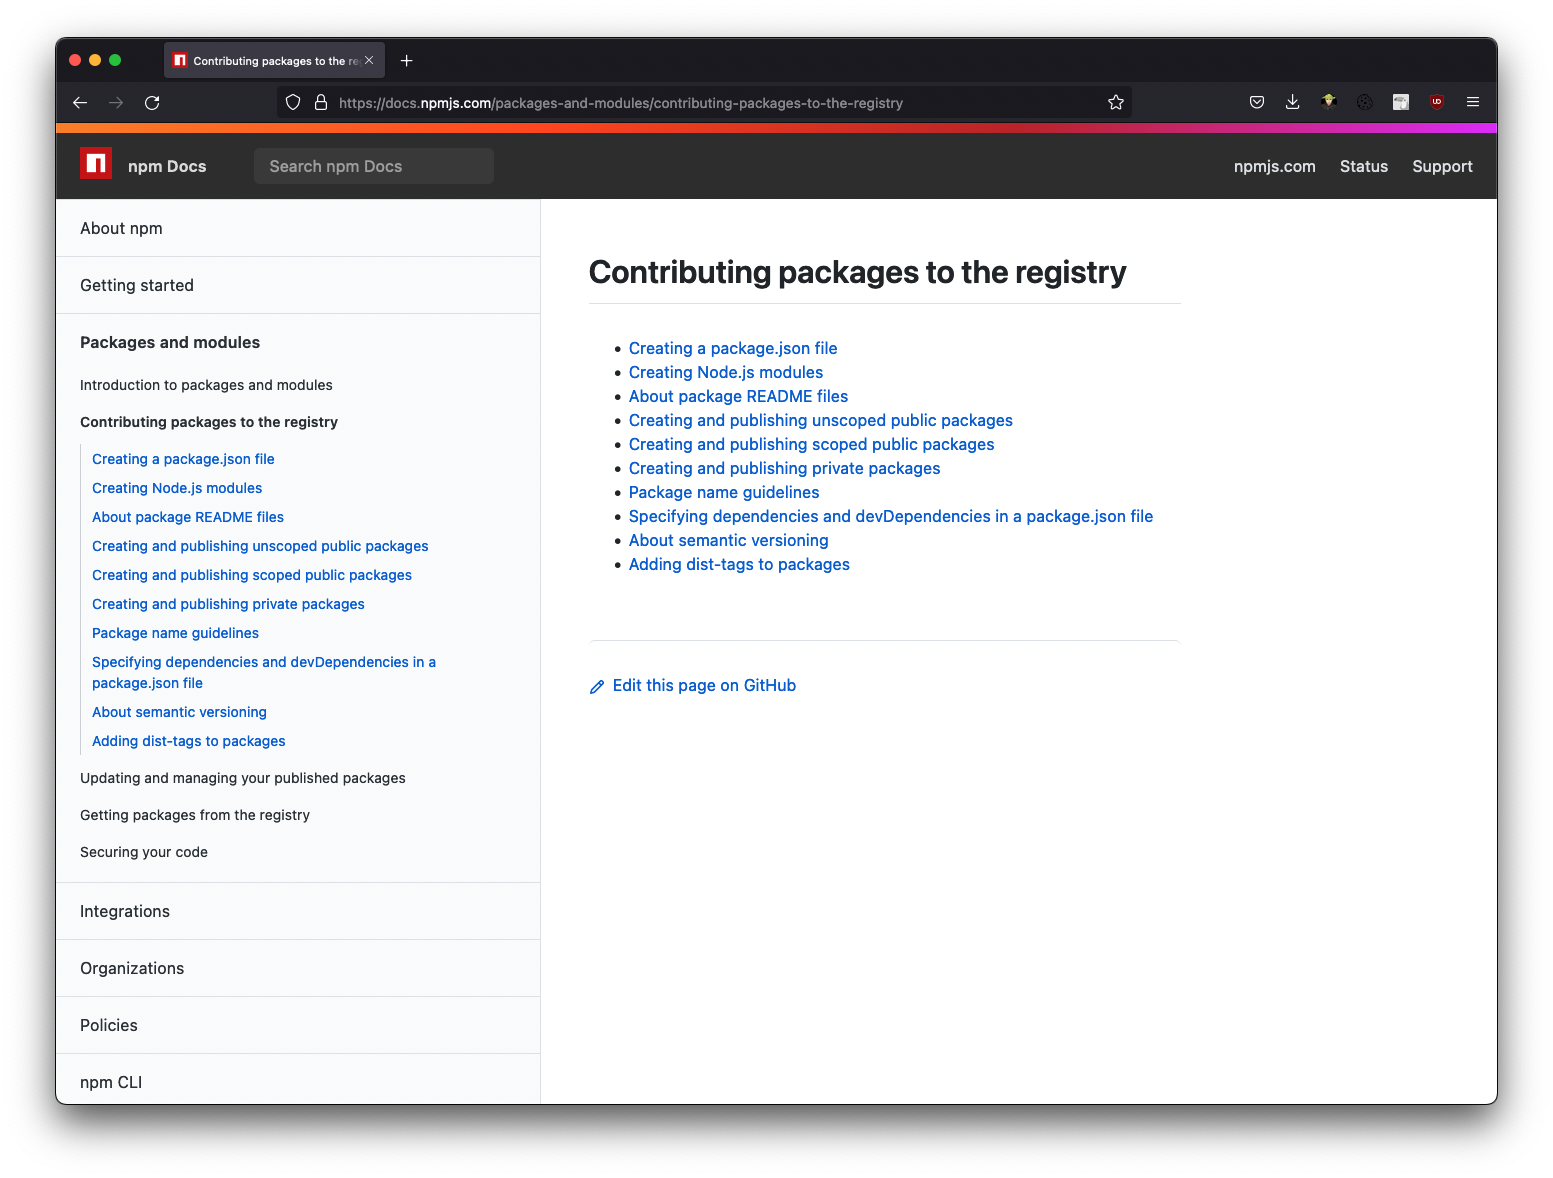 Contributing packages to the re
https://docs.npmjs.com/packages-and-modules/contributing-packages-to-the-registry
npm Docs
Search npm Docs
npmjs.com
Status
Support
About npm
Getting started
Packages and modules
Introduction to packages and modules
Contributing packages to the registry
Creating a package.json file
Creating Node.js modules
About package README files
Creating and publishing unscoped public packages
Creating and publishing scoped public packages
Creating and publishing private packages
Package name guidelines
Specifying dependencies and devDependencies in a
package.json file
About semantic versioning
Adding dist-tags to packages
Updating and managing your published packages
Getting packages from the registry
Securing your code
Integrations
Organizations
Policies
npm CLI
Contributing packages to the registry
Creating a package.json file
Creating Node.js modules
About package README files
Creating and publishing unscoped public packages
Creating and publishing scoped public packages
Creating and publishing private packages
Package name guidelines
Specifying dependencies and devDependencies in a package.json file
About semantic versioning
Adding dist-tags to packages
Edit this page on GitHub